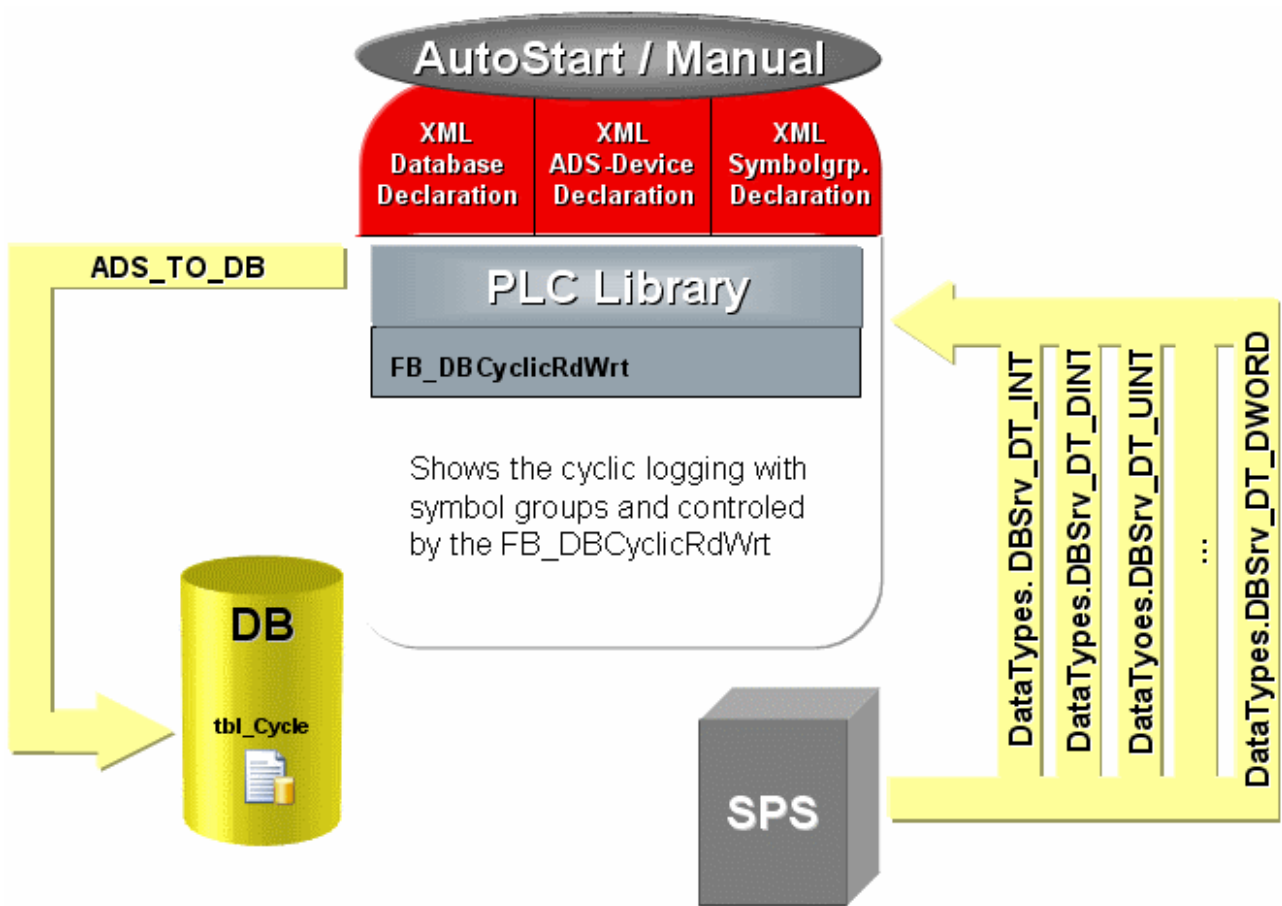 AutoStart / Manual
XML
Database
Declaration
XML
ADS-Device
Declaration
XML
Symbolgrp.
Declaration
ADS_TO_DB
PLC Library
FB_DBCyclicRdWrt
Shows the cyclic logging with
symbol groups and controled
by the FB_DBCyclicRdWrt
DB
tbl_Cycle
SPS
DataTypes. DBSrv_DT_INT
DataTypes.DBSrv_DT_DINT
DataTyoes.DBSrv_DT_UINT
...
DataTypes.DBSrv_DT_DWORD